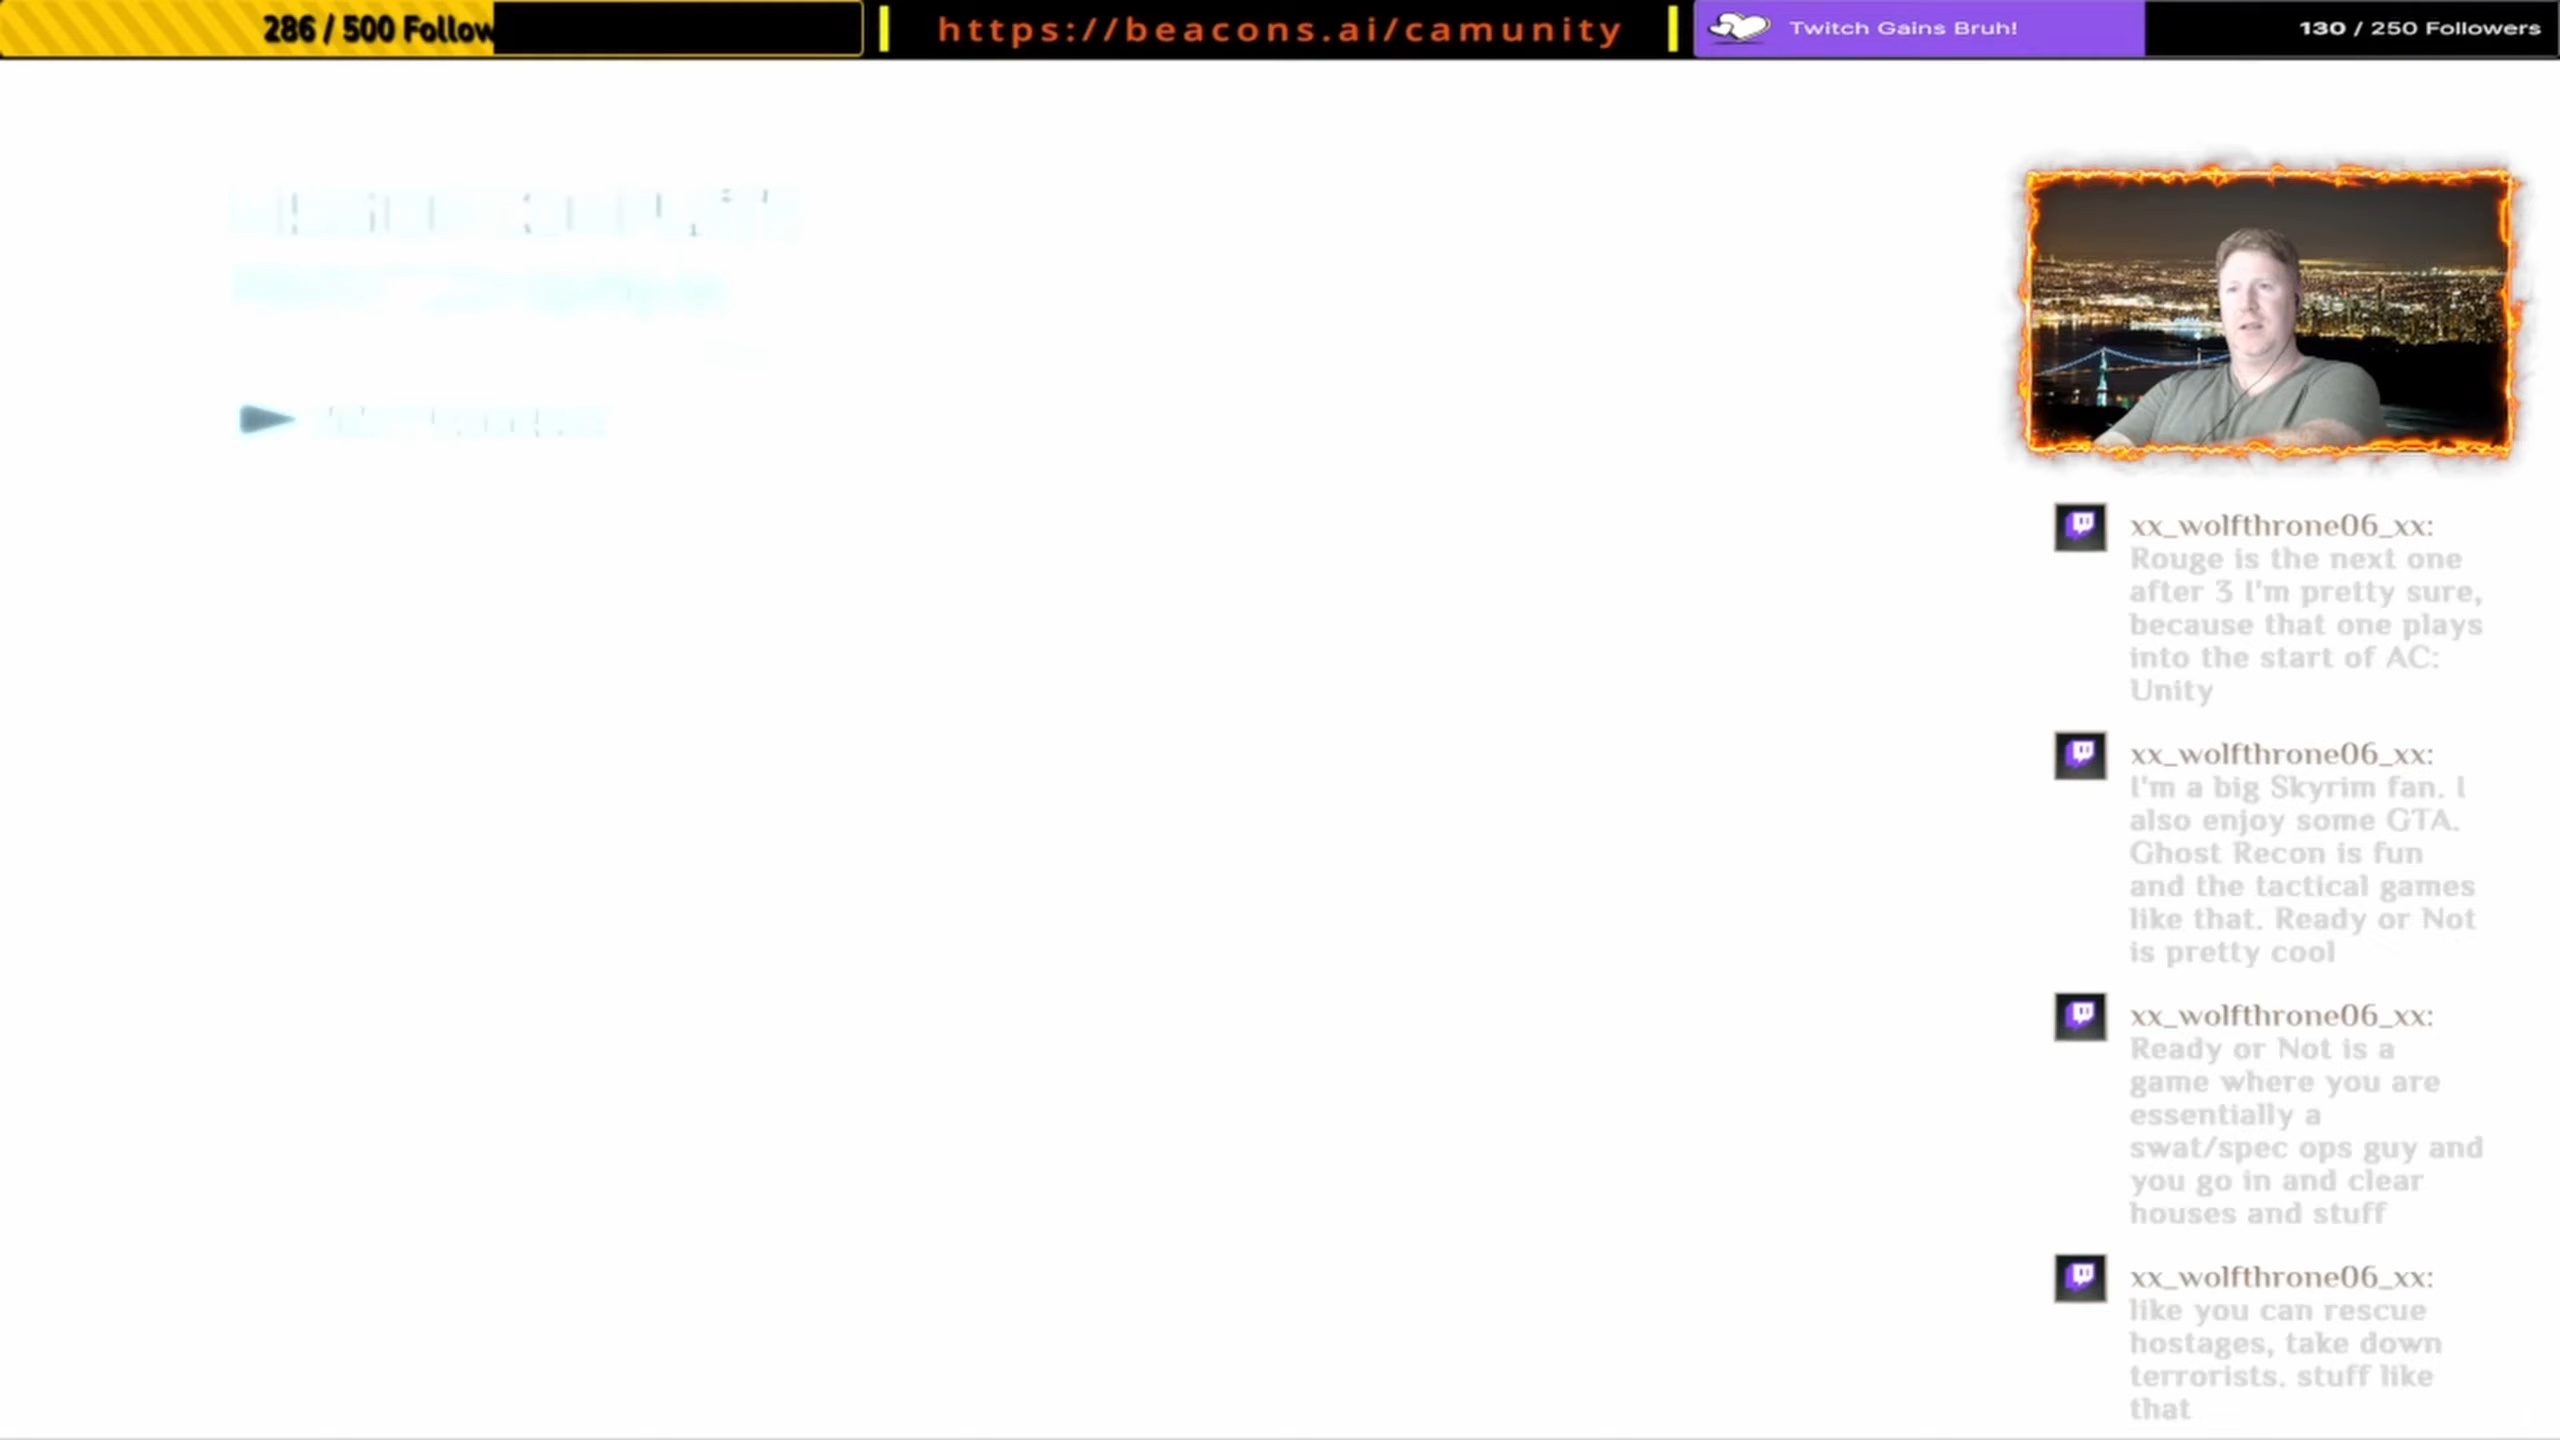 286 / 500 Follow
https://beacons.ai/camunity
Twitch Gains Bruh!
130 / 250 Followers
xx_wolfthrone06_xx:
Rouge is the next one
after 3 I'm pretty sure,
because that one plays
into the start of AC:
Unity
xx_wolfthrone06_xx:
I'm a big Skyrim fan. I
also enjoy some GTA.
Ghost Recon is fun
and the tactical games
like that. Ready or Not
is pretty cool
xx_wolfthrone06_xx:
Ready or Not is a
game where you are
essentially a
swat/spec ops guy and
you go in and clear
houses and stuff
xx_wolfthrone06_xx:
like you can rescue
hostages, take down
terrorists. stuff like
that